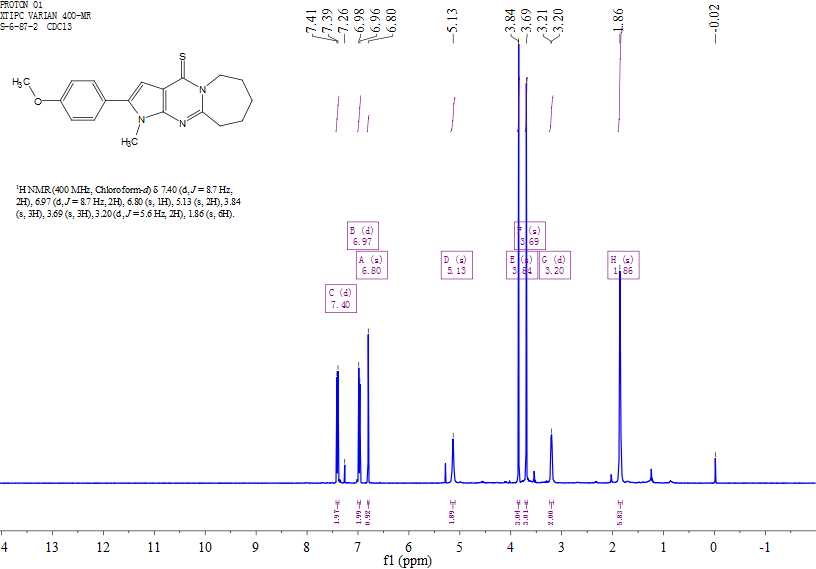 PROTON 01
XTIPC VARIAN 400-MR
S-6-87-2 CDCl3
7.41
7.39
7.26
6.98
6.96
6.80
5.13
3.84
3.69
3.21
3.20
1.86
-0.02
S
H₃C
O
N
N
N
H₃C
¹H NMR (400 MHz, Chloroform-d) δ 7.40 (d, J = 8.7 Hz,
2H), 6.97 (d, J = 8.7 Hz, 2H), 6.80 (s, 1H), 5.13 (s, 2H), 3.84
(s, 3H), 3.69 (s, 3H), 3.20 (d, J = 5.6 Hz, 2H), 1.86 (s, 6H).
B (d)
6.97
F (s)
3.69
A (s)
6.80
D (s)
5.13
E (s)
3.84
G (d)
3.20
H (s)
1.86
C (d)
7.40
1.97
1.99
0.92
1.89
3.04
3.01
2.00
5.83
14 13 12 11 10 9 8 7 6 5 4 3 2 1 0 -1
f1 (ppm)